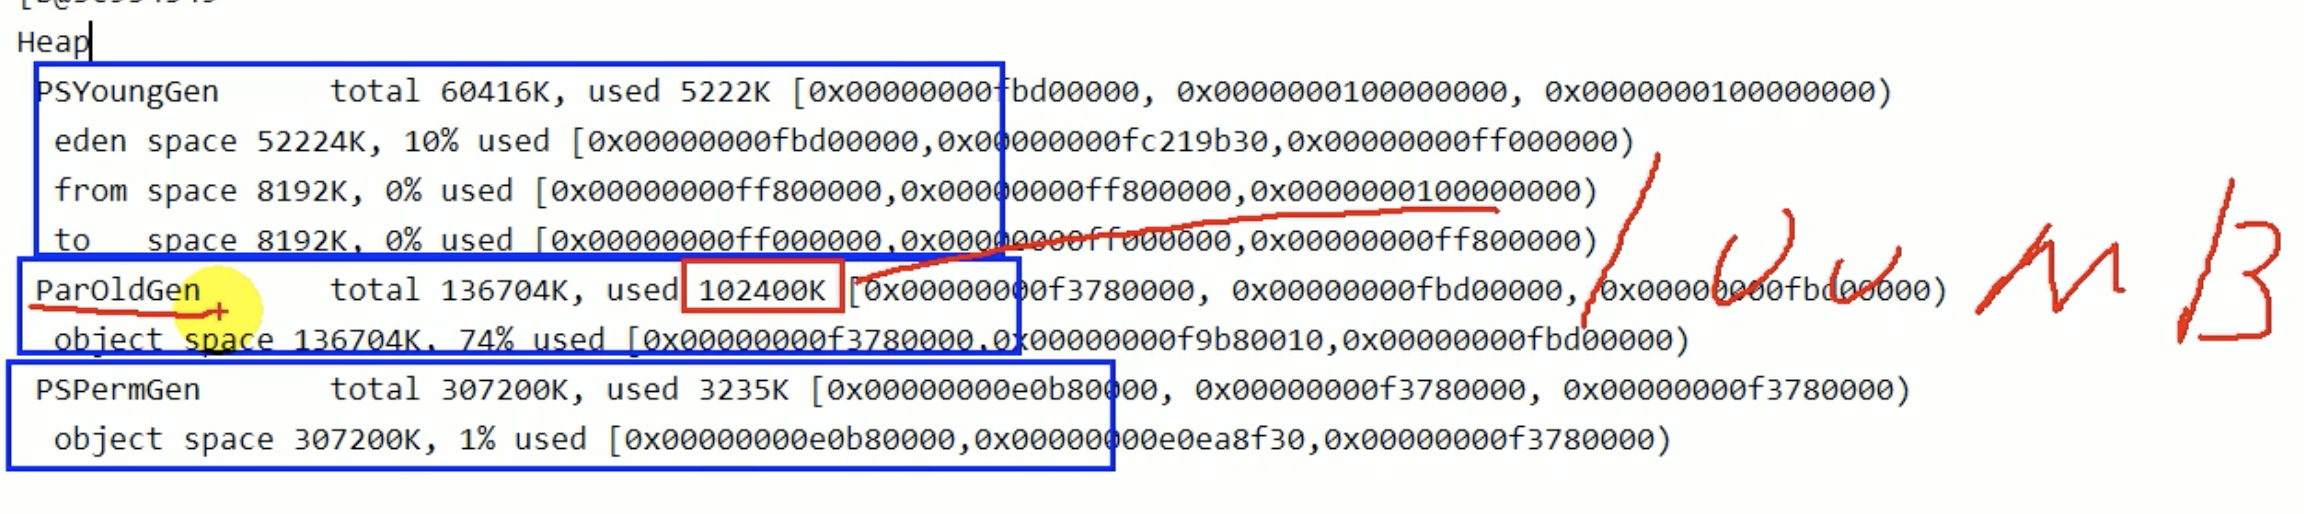 Heap
PSYoungGen total 60416K, used 5222K [0x00000000fbd00000, 0x0000000100000000, 0x0000000100000000)
eden space 52224K, 10% used [0x00000000fbd00000,0x00000000fc219b30,0x00000000ff000000)
from space 8192K, 0% used [0x00000000ff800000,0x00000000ff800000,0x0000000100000000)
to space 8192K, 0% used [0x00000000ff000000,0x00000000ff000000,0x00000000ff800000)
ParOldGen total 136704K, used 102400K [0x00000000f3780000, 0x00000000fbd00000, 0x00000000fbd00000)
object space 136704K, 74% used [0x00000000f3780000,0x00000000f9b80010,0x00000000fbd00000)
PSPermGen total 307200K, used 3235K [0x00000000e0b80000, 0x00000000f3780000, 0x00000000f3780000)
object space 307200K, 1% used [0x00000000e0b80000,0x00000000e0ea8f30,0x00000000f3780000)
100MB